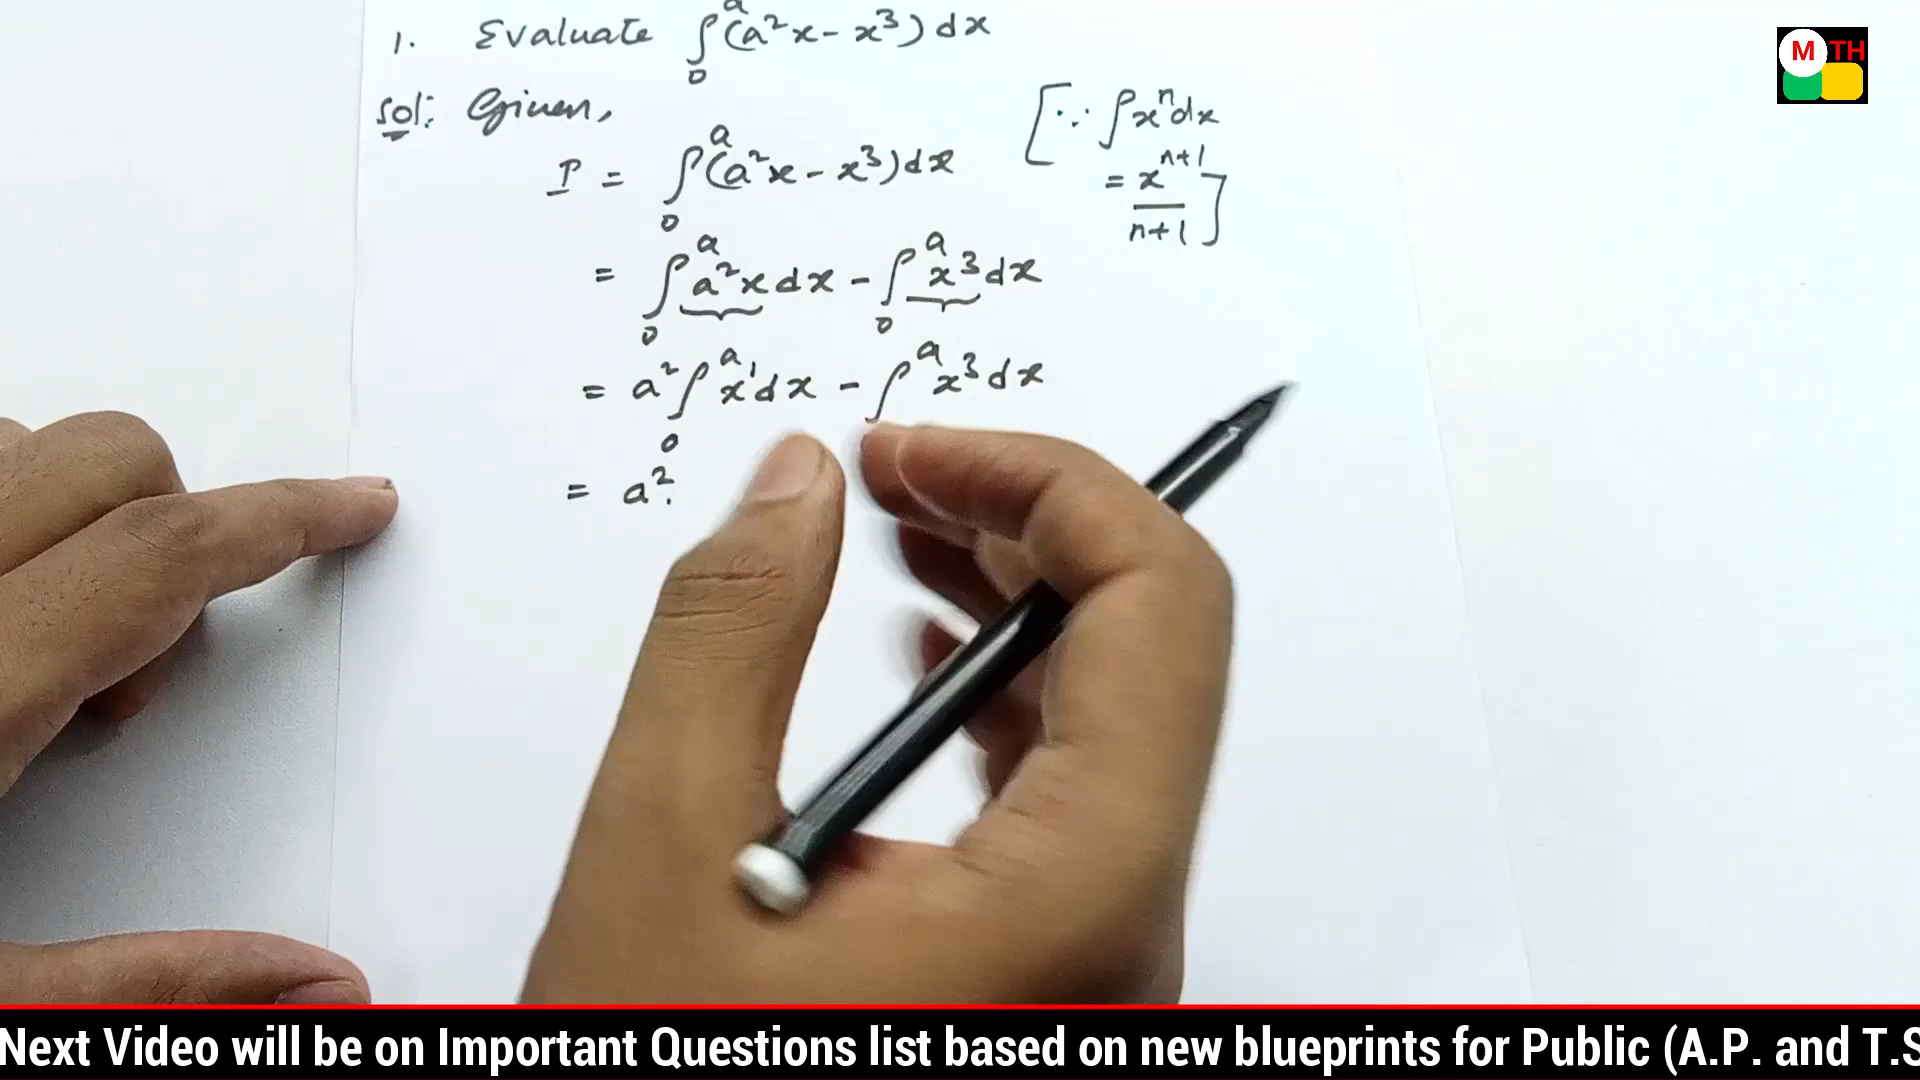 1. Evaluate ∫₀ᵃ (a²x - x³) dx
M TH
Sol: Given,
I = ∫₀ᵃ (a²x - x³) dx
[∵ ∫ xⁿ dx
= xⁿ⁺¹ / n+1 ]
= ∫₀ᵃ a²x dx - ∫₀ᵃ x³ dx
= a² ∫₀ᵃ x¹ dx - ∫ᵃ x³ dx
= a².
Next Video will be on Important Questions list based on new blueprints for Public (A.P. and T.S